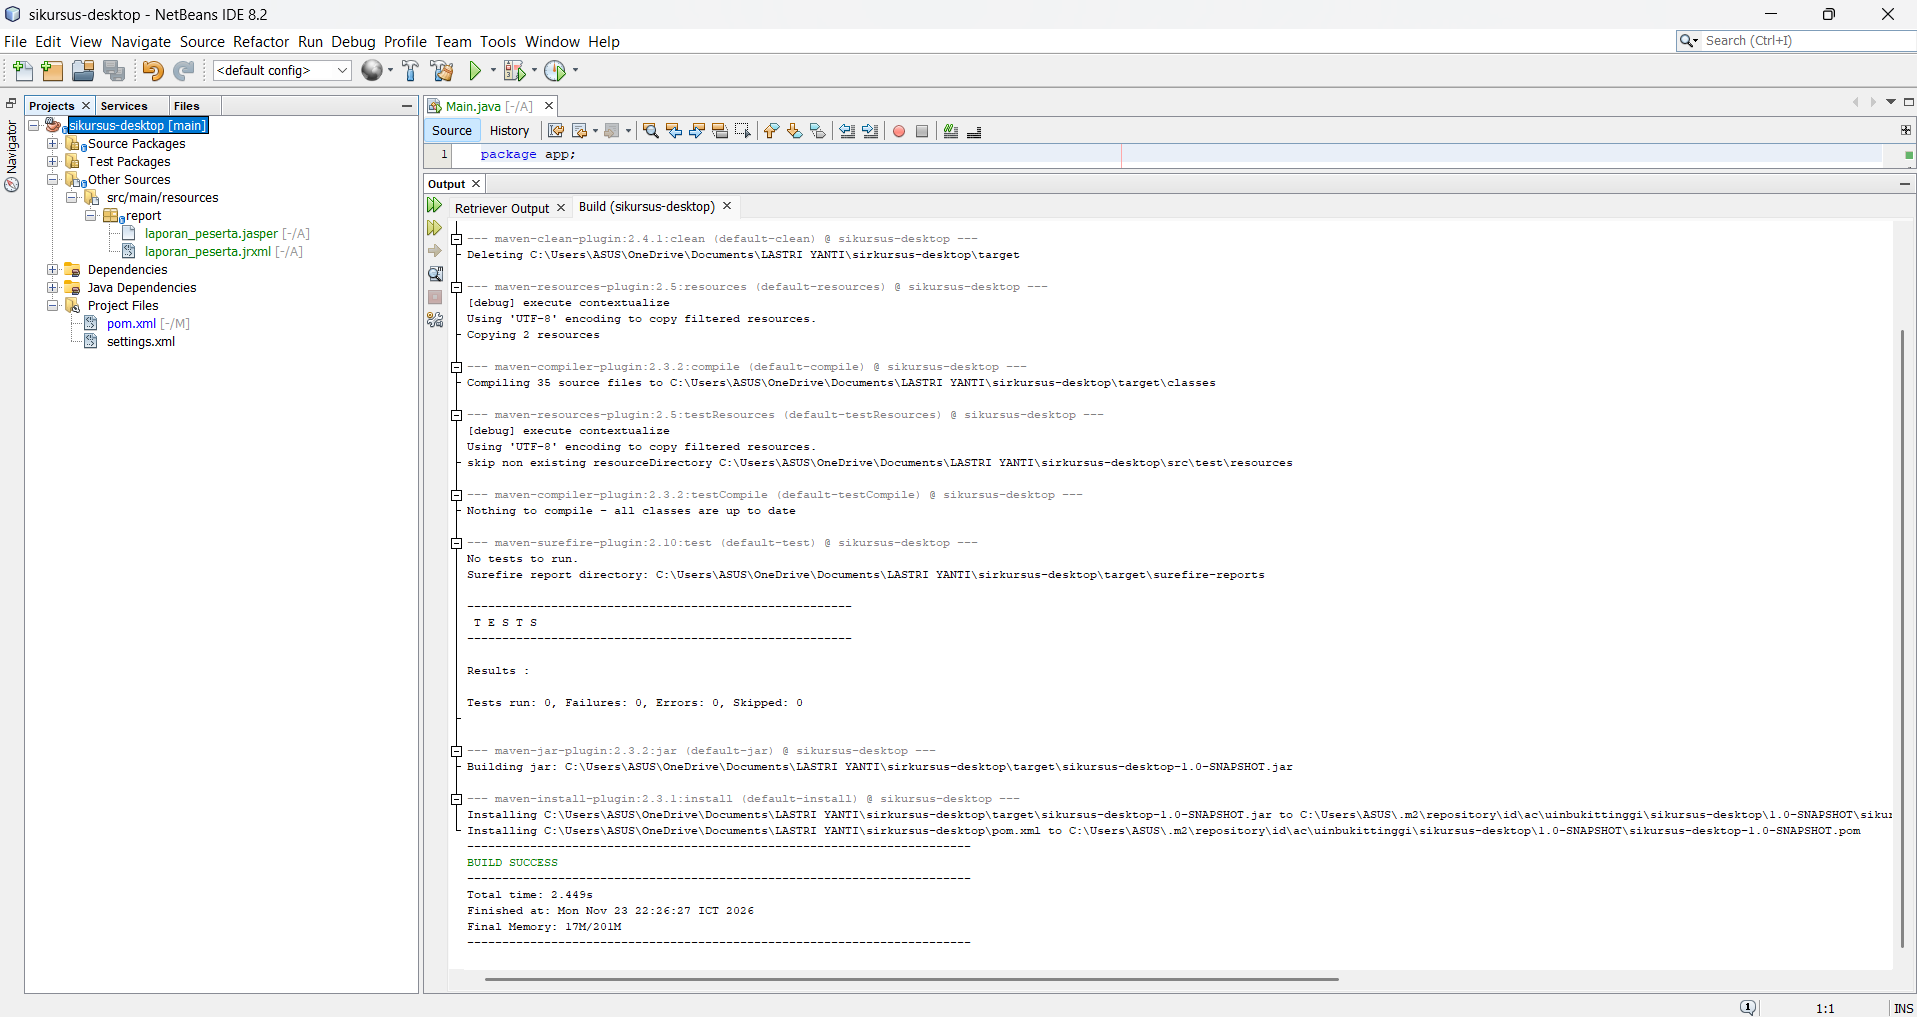 sikursus-desktop - NetBeans IDE 8.2
File Edit View Navigate Source Refactor Run Debug Profile Team Tools Window Help
Search (Ctrl+I)
<default config>
Projects Services Files
Navigator
sikursus-desktop [main]
Source Packages
Test Packages
Other Sources
src/main/resources
report
laporan_peserta.jasper [-/A]
laporan_peserta.jrxml [-/A]
Dependencies
Java Dependencies
Project Files
pom.xml [-/M]
settings.xml
Main.java [-/A]
Source History
1 package app;
Output
Retriever Output Build (sikursus-desktop)
--- maven-clean-plugin:2.4.1:clean (default-clean) @ sikursus-desktop ---
Deleting C:\Users\ASUS\OneDrive\Documents\LASTRI YANTI\sirkursus-desktop\target
--- maven-resources-plugin:2.5:resources (default-resources) @ sikursus-desktop ---
[debug] execute contextualize
Using 'UTF-8' encoding to copy filtered resources.
Copying 2 resources
--- maven-compiler-plugin:2.3.2:compile (default-compile) @ sikursus-desktop ---
Compiling 35 source files to C:\Users\ASUS\OneDrive\Documents\LASTRI YANTI\sirkursus-desktop\target\classes
--- maven-resources-plugin:2.5:testResources (default-testResources) @ sikursus-desktop ---
[debug] execute contextualize
Using 'UTF-8' encoding to copy filtered resources.
skip non existing resourceDirectory C:\Users\ASUS\OneDrive\Documents\LASTRI YANTI\sirkursus-desktop\src\test\resources
--- maven-compiler-plugin:2.3.2:testCompile (default-testCompile) @ sikursus-desktop ---
Nothing to compile - all classes are up to date
--- maven-surefire-plugin:2.10:test (default-test) @ sikursus-desktop ---
No tests to run.
Surefire report directory: C:\Users\ASUS\OneDrive\Documents\LASTRI YANTI\sirkursus-desktop\target\surefire-reports
-------------------------------------------------------
T E S T S
-------------------------------------------------------
Results :
Tests run: 0, Failures: 0, Errors: 0, Skipped: 0
--- maven-jar-plugin:2.3.2:jar (default-jar) @ sikursus-desktop ---
Building jar: C:\Users\ASUS\OneDrive\Documents\LASTRI YANTI\sirkursus-desktop\target\sikursus-desktop-1.0-SNAPSHOT.jar
--- maven-install-plugin:2.3.1:install (default-install) @ sikursus-desktop ---
Installing C:\Users\ASUS\OneDrive\Documents\LASTRI YANTI\sirkursus-desktop\target\sikursus-desktop-1.0-SNAPSHOT.jar to C:\Users\ASUS\.m2\repository\id\ac\uinbukittinggi\sikursus-desktop\1.0-SNAPSHOT\siku
Installing C:\Users\ASUS\OneDrive\Documents\LASTRI YANTI\sirkursus-desktop\pom.xml to C:\Users\ASUS\.m2\repository\id\ac\uinbukittinggi\sikursus-desktop\1.0-SNAPSHOT\sikursus-desktop-1.0-SNAPSHOT.pom
------------------------------------------------------------------------
BUILD SUCCESS
------------------------------------------------------------------------
Total time: 2.449s
Finished at: Mon Nov 23 22:26:27 ICT 2026
Final Memory: 17M/201M
------------------------------------------------------------------------
1 1:1 INS